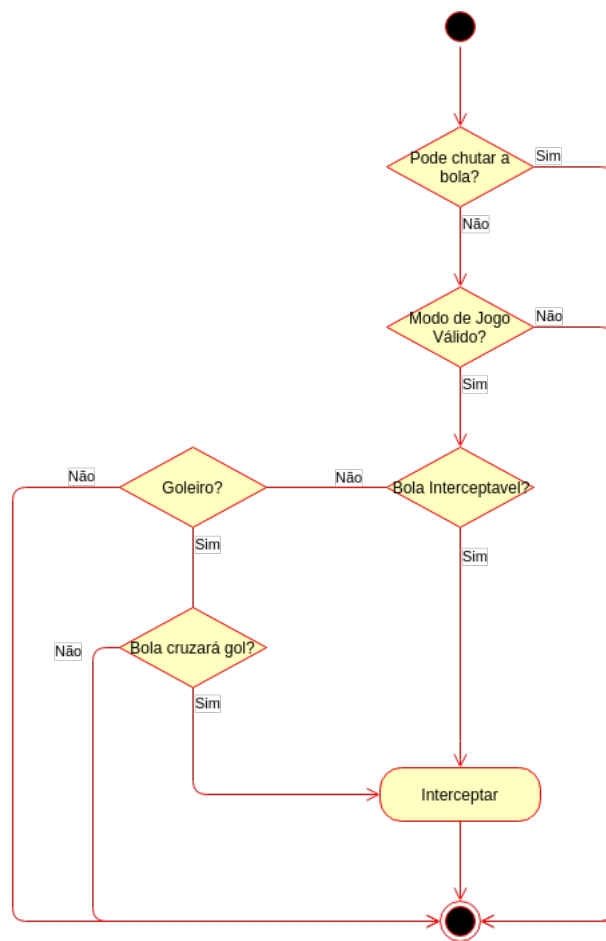 Pode chutar a
bola?
Sim
Não
Modo de Jogo
Válido?
Não
Sim
Não
Goleiro?
Não
Bola Interceptavel?
Sim
Sim
Não
Bola cruzará gol?
Sim
Interceptar